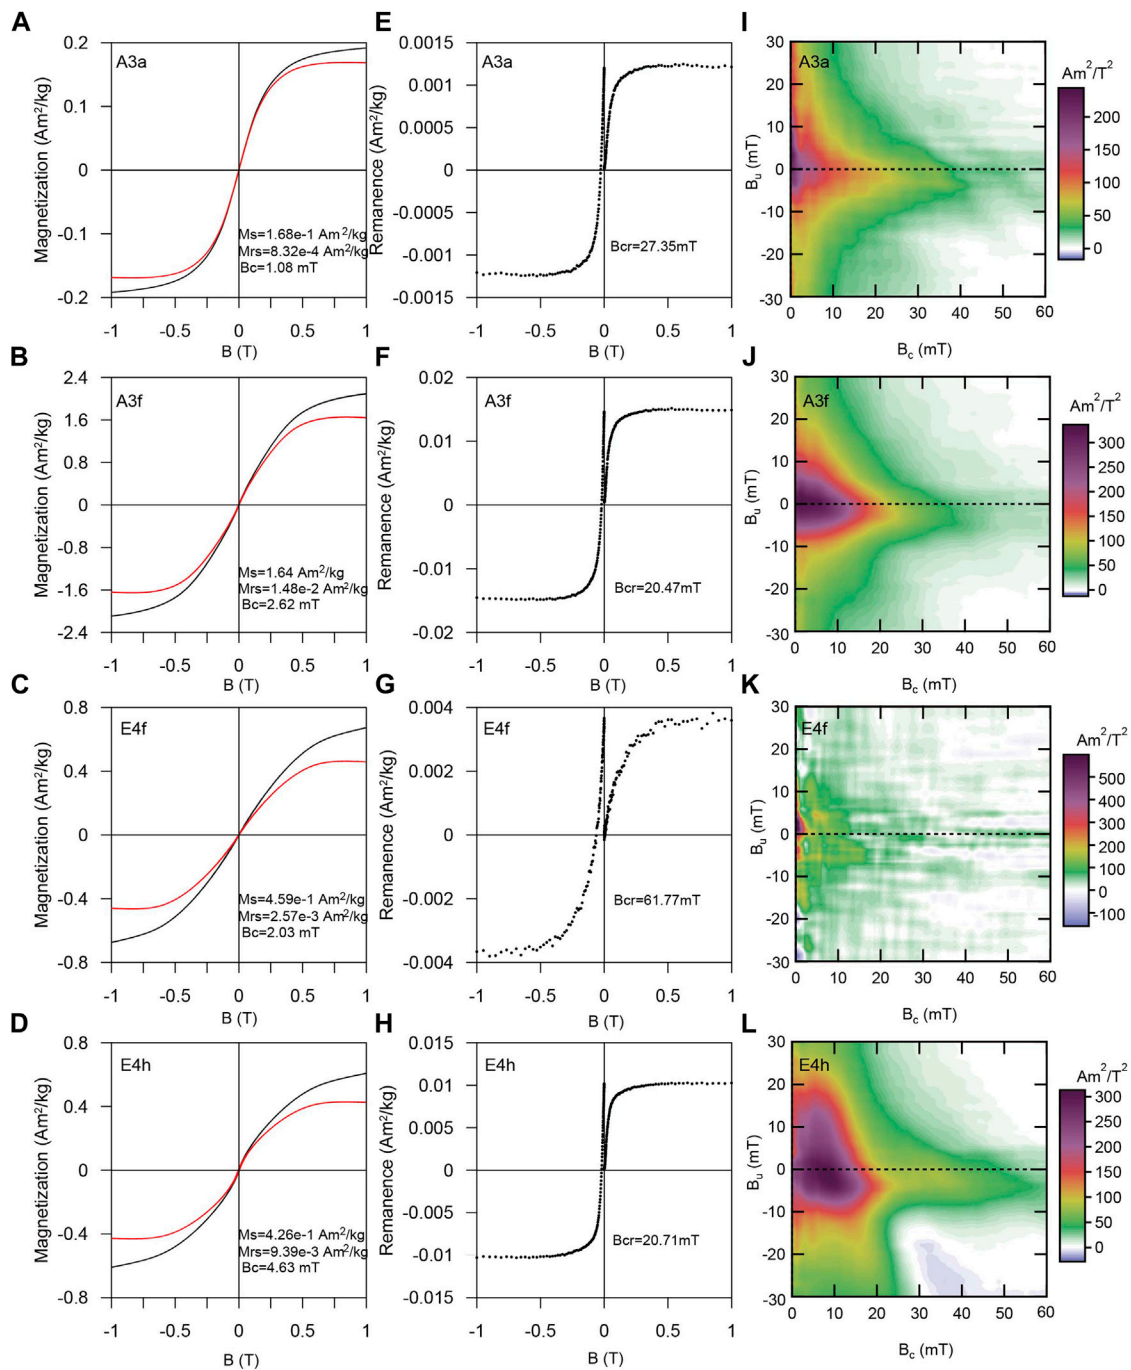 A
0.2
0.1
0
-0.1
-0.2
Magnetization (Am²/kg)
A3a
Ms=1.68e-1 Am²/kg
Mrs=8.32e-4 Am²/kg
Bc=1.08 mT
-1 -0.5 0 0.5 1
B (T)
E
0.0015
0.001
0.0005
0
-0.0005
-0.001
-0.0015
Remanence (Am²/kg)
A3a
Bcr=27.35mT
-1 -0.5 0 0.5 1
B (T)
I
30
20
10
0
-10
-20
-30
Bᵤ (mT)
A3a
0 10 20 30 40 50 60
B_c (mT)
Am²/T²
200
150
100
50
0
B
2.4
1.6
0.8
0
-0.8
-1.6
-2.4
Magnetization (Am²/kg)
A3f
Ms=1.64 Am²/kg
Mrs=1.48e-2 Am²/kg
Bc=2.62 mT
-1 -0.5 0 0.5 1
B (T)
F
0.02
0.01
0
-0.01
-0.02
Remanence (Am²/kg)
A3f
Bcr=20.47mT
-1 -0.5 0 0.5 1
B (T)
J
30
20
10
0
-10
-20
-30
Bᵤ (mT)
A3f
0 10 20 30 40 50 60
B_c (mT)
Am²/T²
300
250
200
150
100
50
0
C
0.8
0.4
0
-0.4
-0.8
Magnetization (Am²/kg)
E4f
Ms=4.59e-1 Am²/kg
Mrs=2.57e-3 Am²/kg
Bc=2.03 mT
-1 -0.5 0 0.5 1
B (T)
G
0.004
0.002
0
-0.002
-0.004
Remanence (Am²/kg)
E4f
Bcr=61.77mT
-1 -0.5 0 0.5 1
B (T)
K
30
20
10
0
-10
-20
-30
Bᵤ (mT)
E4f
0 10 20 30 40 50 60
B_c (mT)
Am²/T²
500
400
300
200
100
0
-100
D
0.8
0.4
0
-0.4
-0.8
Magnetization (Am²/kg)
E4h
Ms=4.26e-1 Am²/kg
Mrs=9.39e-3 Am²/kg
Bc=4.63 mT
-1 -0.5 0 0.5 1
B (T)
H
0.015
0.010
0.005
0
-0.005
-0.01
-0.015
Remanence (Am²/kg)
E4h
Bcr=20.71mT
-1 -0.5 0 0.5 1
B (T)
L
30
20
10
0
-10
-20
-30
Bᵤ (mT)
E4h
0 10 20 30 40 50 60
B_c (mT)
Am²/T²
300
250
200
150
100
50
0